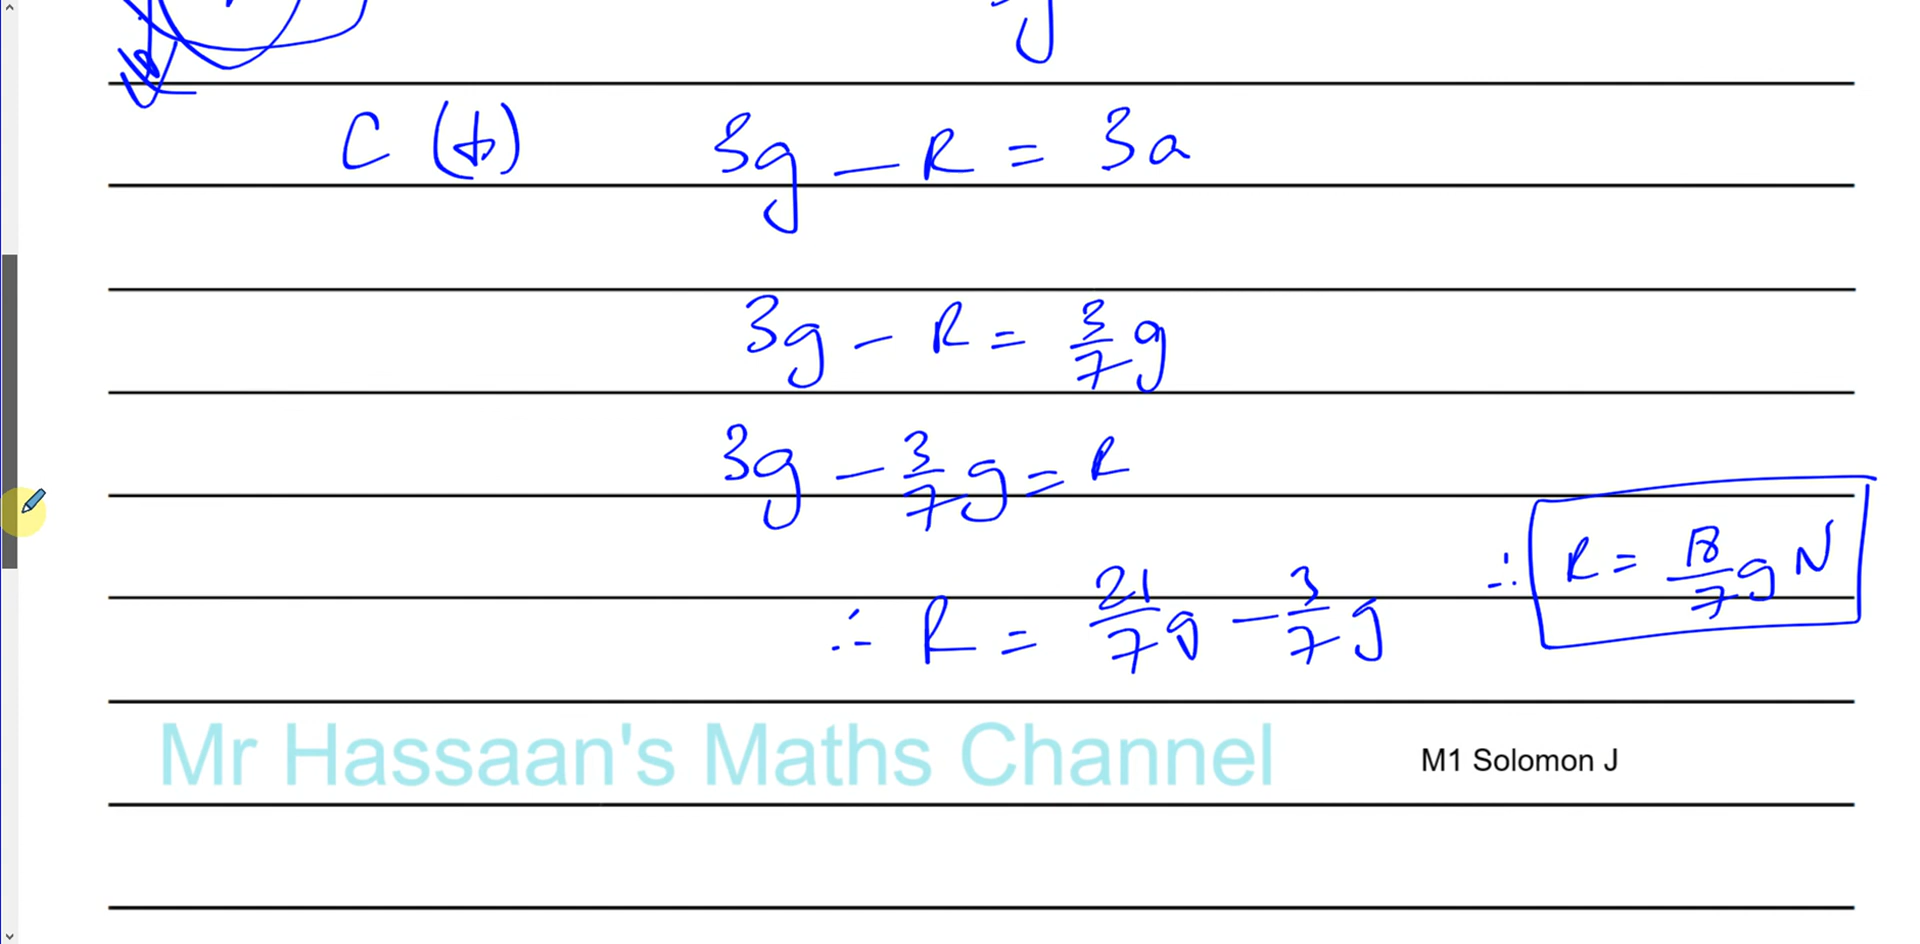 C (↓) 3g - R = 3a
3g - R = 3/7 g
3g - 3/7 g = R
∴ R = 21/7 g - 3/7 g ∴ R = 18/7 g N
Mr Hassaan's Maths Channel M1 Solomon J